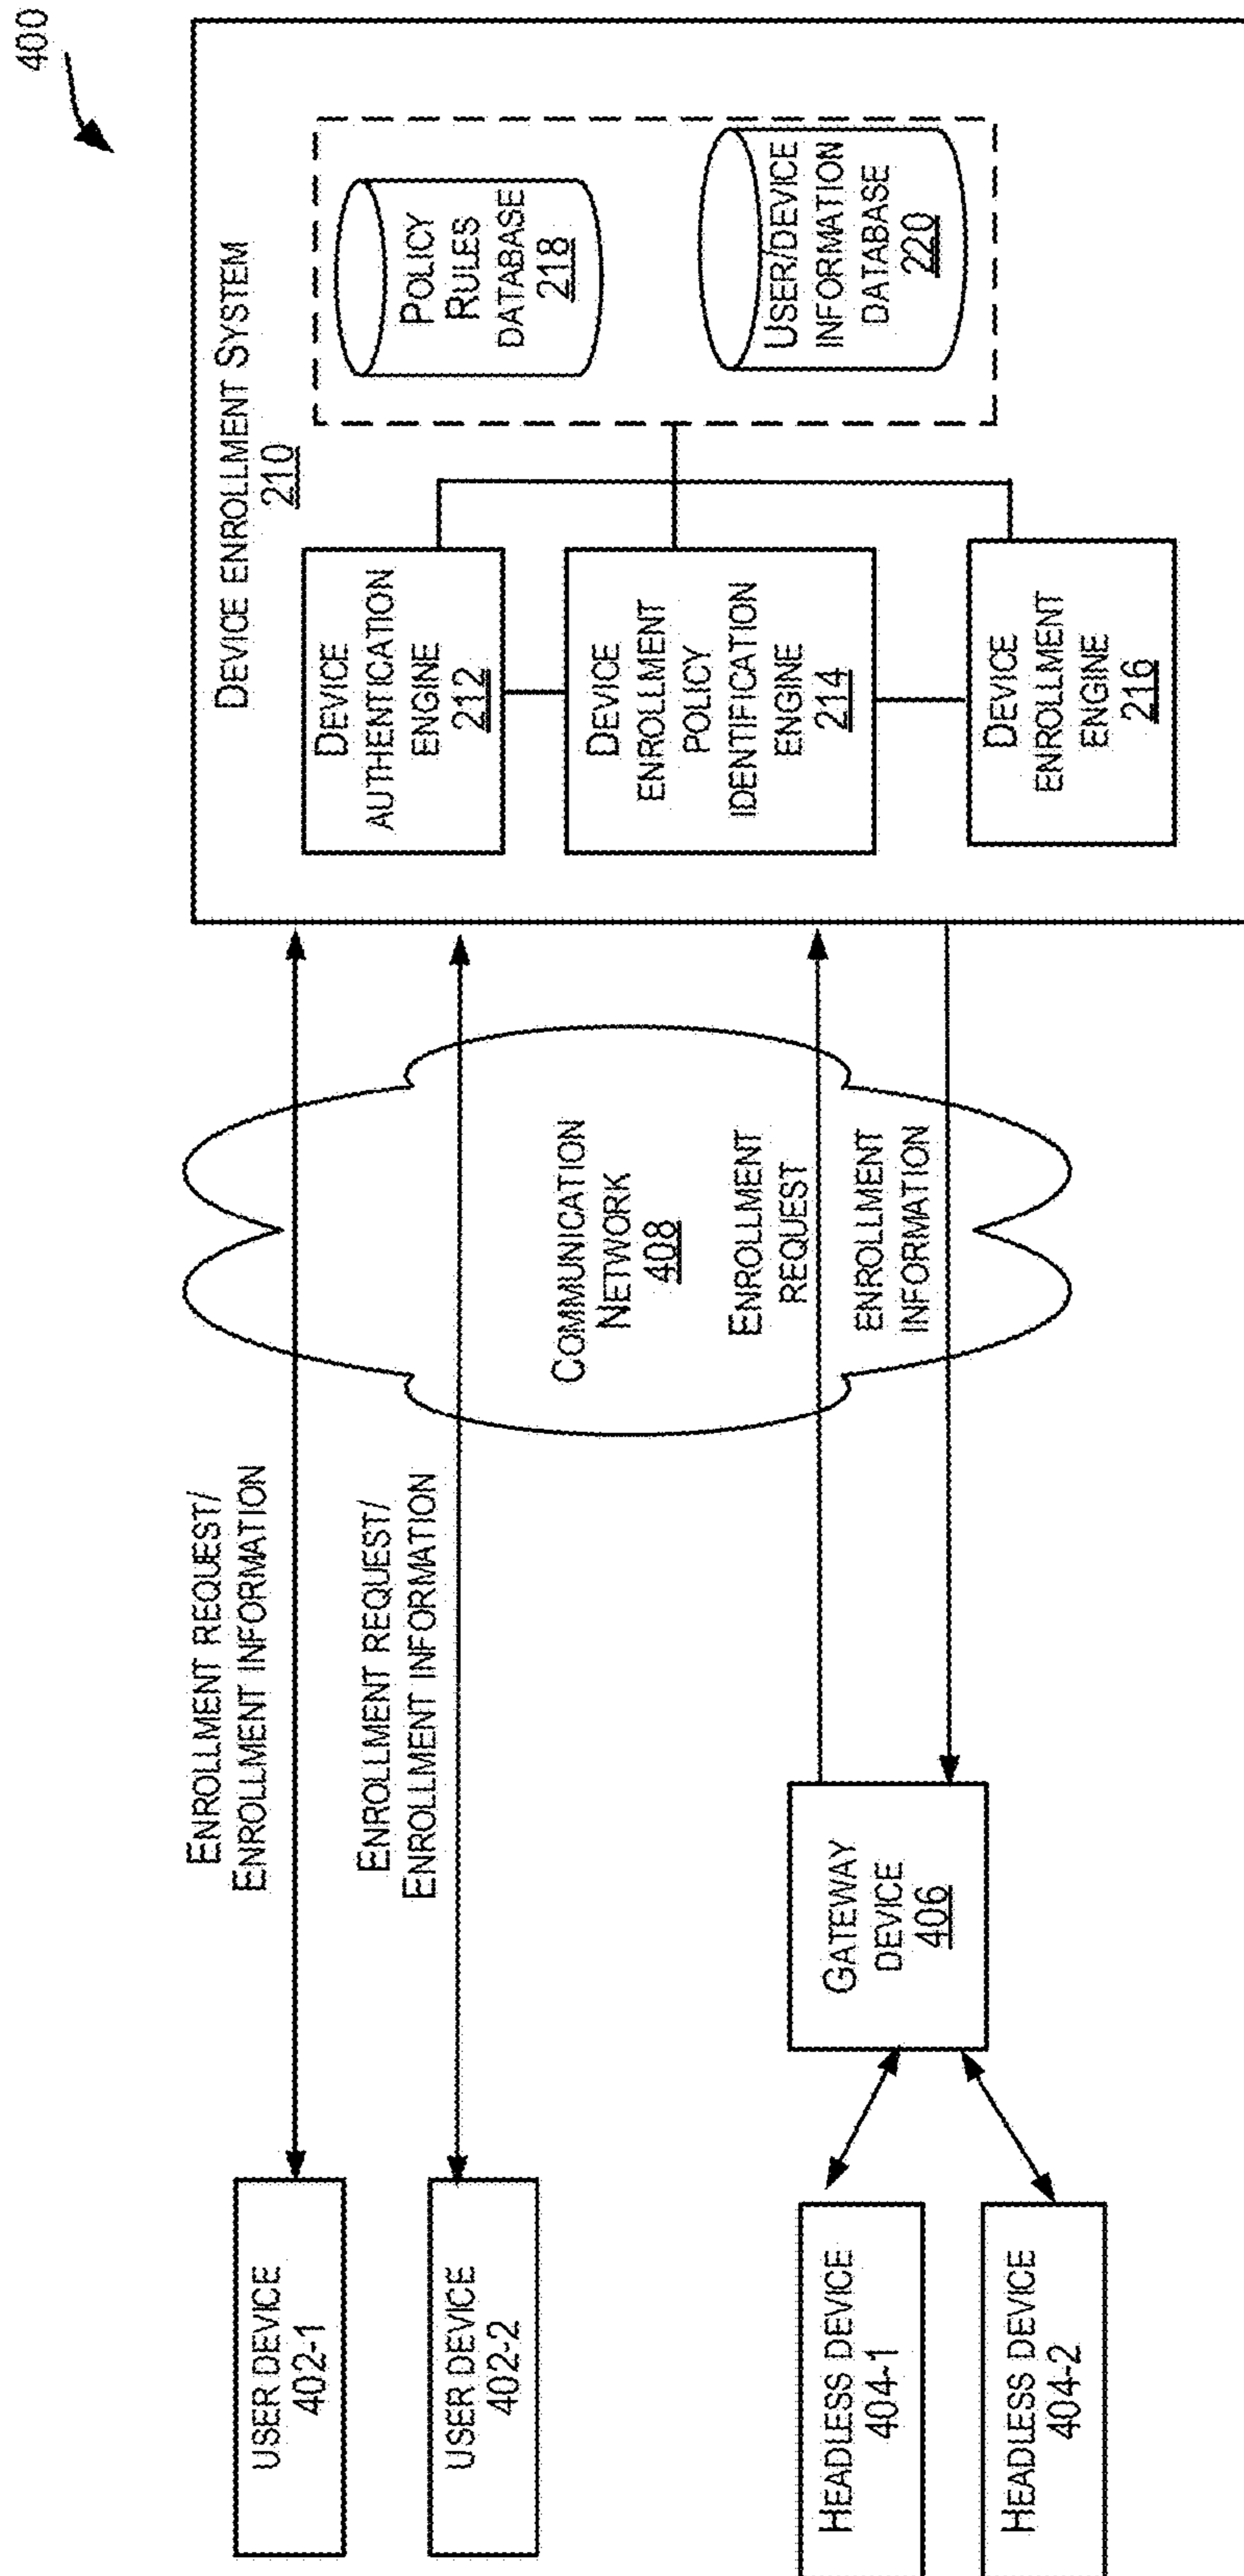 400
DEVICE ENROLLMENT SYSTEM
210
DEVICE
AUTHENTICATION
ENGINE
212
DEVICE
ENROLLMENT
POLICY
IDENTIFICATION
ENGINE
214
DEVICE
ENROLLMENT
ENGINE
216
POLICY
RULES
DATABASE
218
USER/DEVICE
INFORMATION
DATABASE
220
ENROLLMENT REQUEST/
ENROLLMENT INFORMATION
ENROLLMENT REQUEST/
ENROLLMENT INFORMATION
COMMUNICATION
NETWORK
408
ENROLLMENT
REQUEST
ENROLLMENT
INFORMATION
GATEWAY
DEVICE
406
USER DEVICE
402-1
USER DEVICE
402-2
HEADLESS DEVICE
404-1
HEADLESS DEVICE
404-2